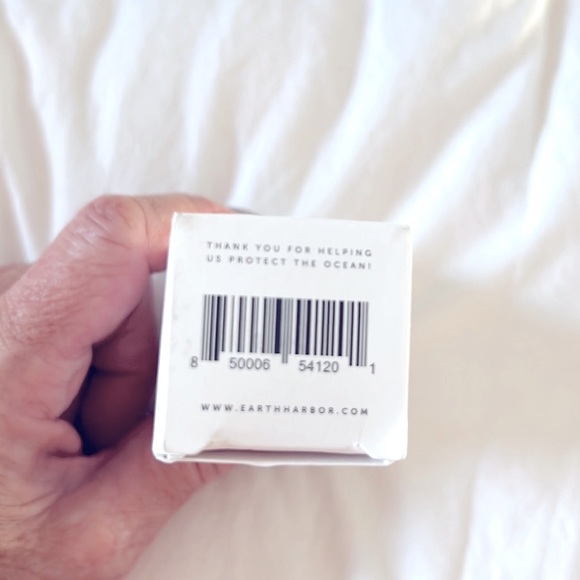 THANK YOU FOR HELPING
US PROTECT THE OCEAN!
8 50006 54120 1
WWW.EARTHHARBOR.COM